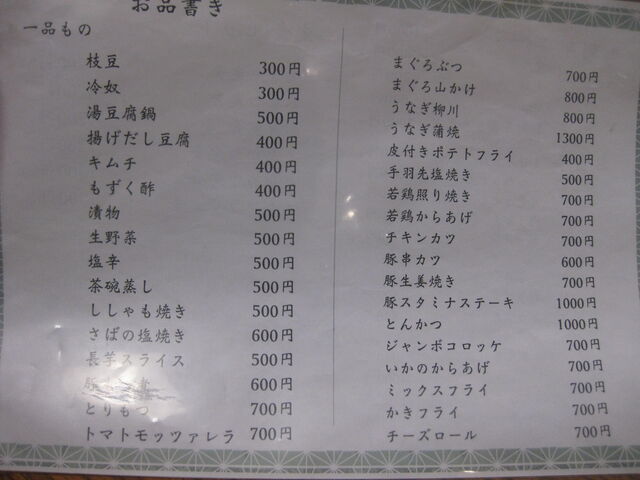 お品書き
一品もの
枝豆 300円
冷奴 300円
湯豆腐鍋 500円
揚げだし豆腐 400円
キムチ 400円
もずく酢 400円
漬物 500円
生野菜 500円
塩辛 500円
茶碗蒸し 500円
ししゃも焼き 500円
さばの塩焼き 600円
長芋スライス 500円
豚 600円
とりもつ 700円
トマトモッツァレラ 700円
まぐろぶつ 700円
まぐろ山かけ 800円
うなぎ柳川 800円
うなぎ蒲焼 1300円
皮付きポテトフライ 400円
手羽先塩焼き 500円
若鶏照り焼き 700円
若鶏からあげ 700円
チキンカツ 700円
豚串カツ 600円
豚生姜焼き 700円
豚スタミナステーキ 1000円
とんかつ 1000円
ジャンボコロッケ 700円
いかのからあげ 700円
ミックスフライ 700円
かきフライ 700円
チーズロール 700円